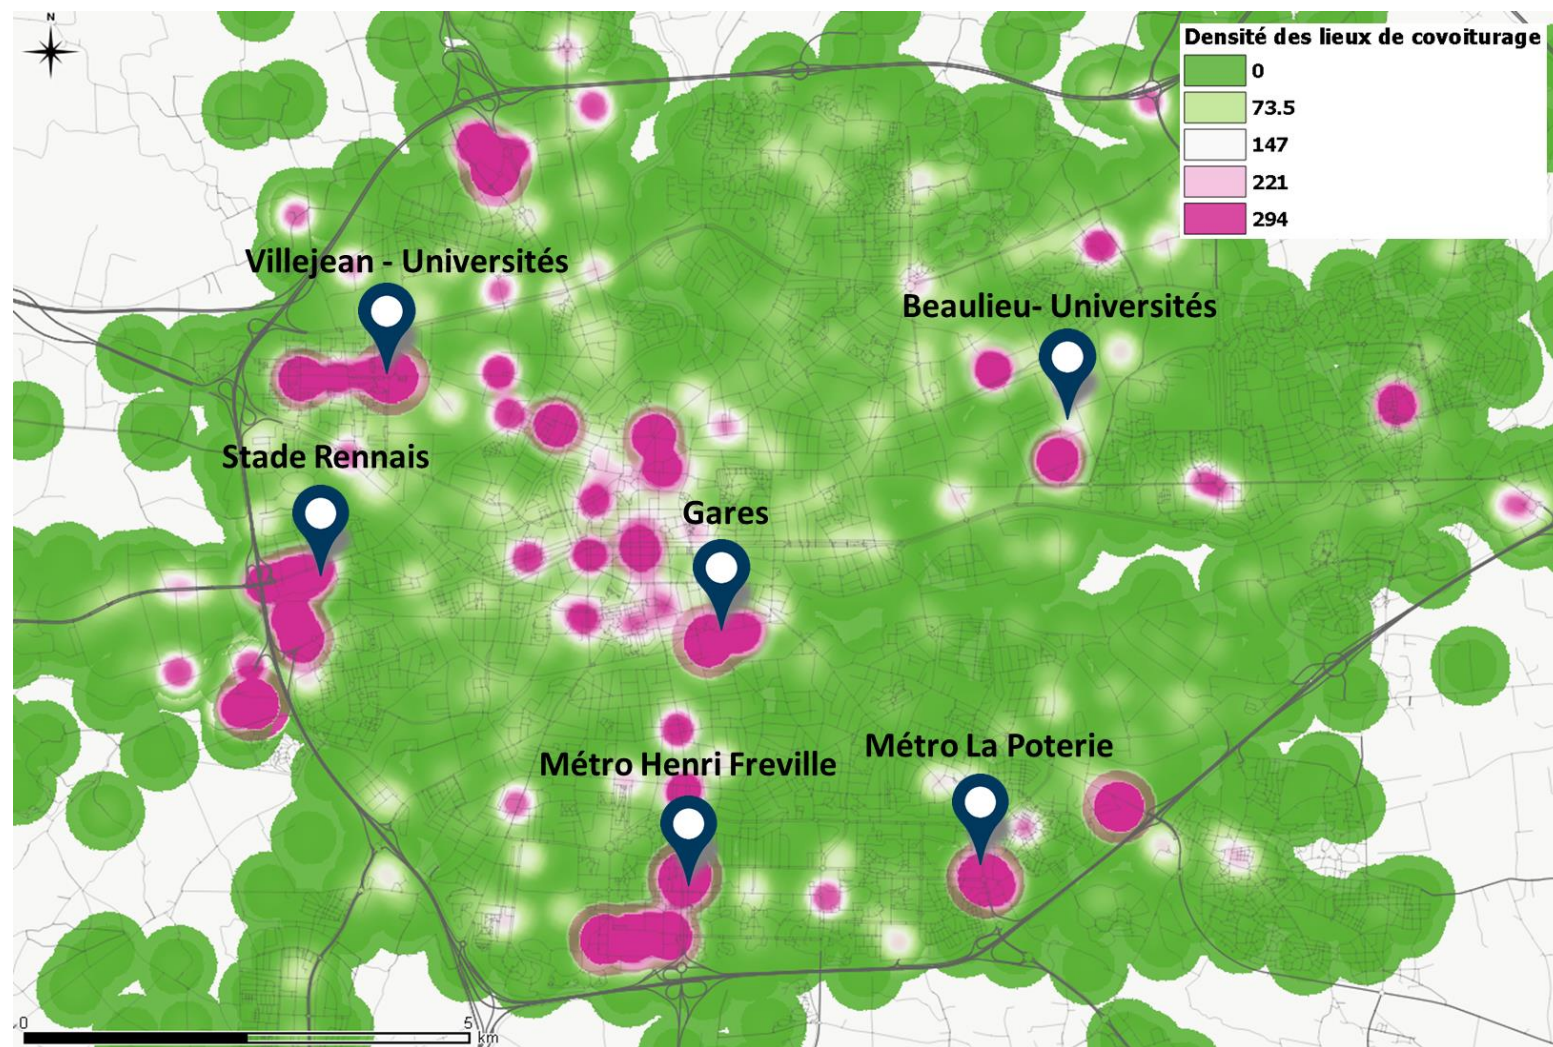 N
Densité des lieux de covoiturage
0
73.5
147
221
294
Villejean - Universités
Beaulieu- Universités
Stade Rennais
Gares
Métro Henri Freville
Métro La Poterie
0
5
km